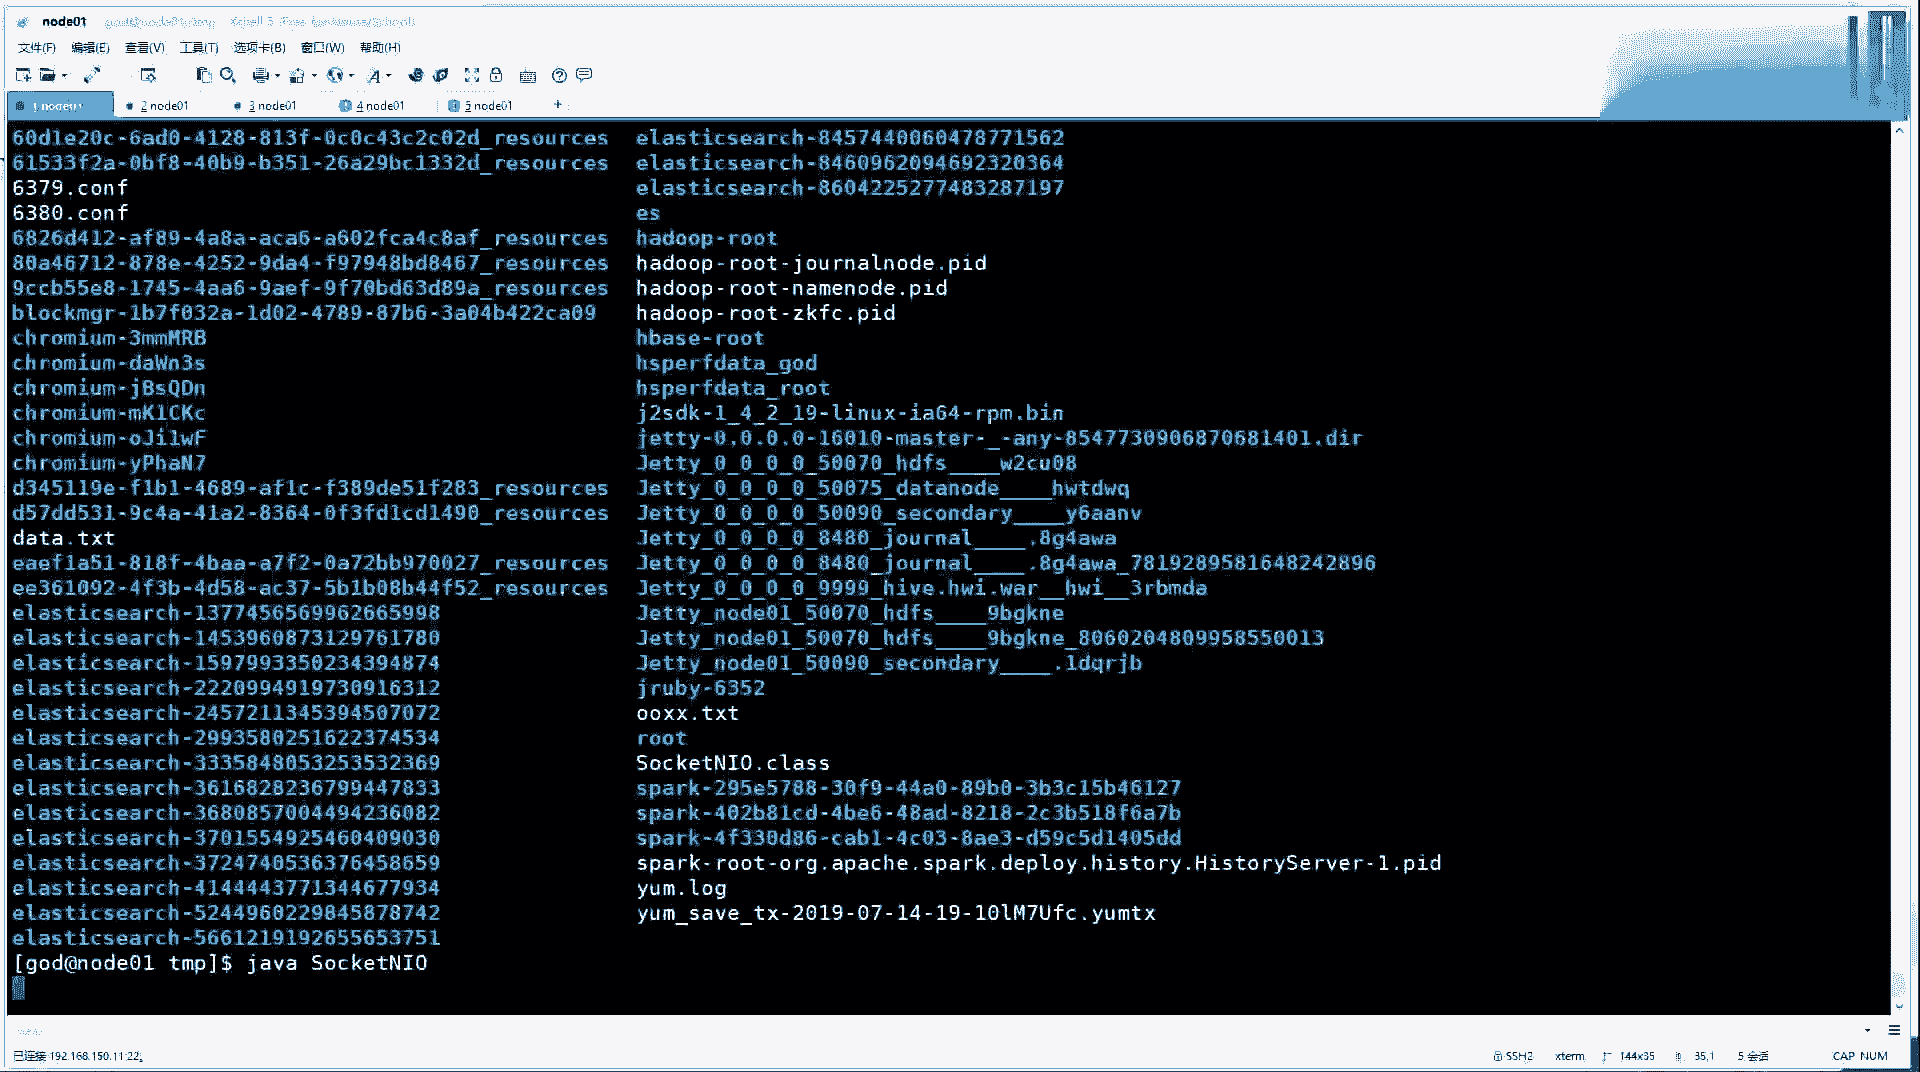 node01
文件(F) 编辑(E) 查看(V) 工具(T) 选项卡(B) 窗口(W) 帮助(H)
1 node01 2 node01 3 node01 4 node01 5 node01 +
60d1e20c-6ad0-4128-813f-0c0c43c2c02d_resources elasticsearch-8457440060478771562
61533f2a-0bf8-40b9-b351-26a29bc1332d_resources elasticsearch-8460962094692320364
6379.conf elasticsearch-8604225277483287197
6380.conf es
6826d412-af89-4a8a-aca6-a602fca4c8af_resources hadoop-root
80a46712-878e-4252-9da4-f97948bd8467_resources hadoop-root-journalnode.pid
9ccb55e8-1745-4aa6-9aef-9f70bd63d89a_resources hadoop-root-namenode.pid
blockmgr-1b7f032a-1d02-4789-87b6-3a04b422ca09 hadoop-root-zkfc.pid
chromium-3mmMRB hbase-root
chromium-daWn3s hsperfdata_god
chromium-jBsQDn hsperfdata_root
chromium-mK1CKc j2sdk-1_4_2_19-linux-ia64-rpm.bin
chromium-oJilwF jetty-0.0.0.0-16010-master-_-any-8547730906870681401.dir
chromium-yPhaN7 Jetty_0_0_0_0_50070_hdfs____w2cu08
d345119e-f1b1-4689-af1c-f389de51f283_resources Jetty_0_0_0_0_50075_datanode____hwtdwq
d57dd531-9c4a-41a2-8364-0f3fd1cd1490_resources Jetty_0_0_0_0_50090_secondary____y6aanv
data.txt Jetty_0_0_0_0_8480_journal____.8g4awa
eaef1a51-818f-4baa-a7f2-0a72bb970027_resources Jetty_0_0_0_0_8480_journal____.8g4awa_7819289581648242896
ee361092-4f3b-4d58-ac37-5b1b08b44f52_resources Jetty_0_0_0_0_9999_hive.hwi.war__hwi__3rbmda
elasticsearch-1377456569962665998 Jetty_node01_50070_hdfs____9bgkne
elasticsearch-1453960873129761780 Jetty_node01_50070_hdfs____9bgkne_8060204809958550013
elasticsearch-1597993350234394874 Jetty_node01_50090_secondary____.1dqrjb
elasticsearch-2220994919730916312 jruby-6352
elasticsearch-2457211345394507072 ooxx.txt
elasticsearch-2993580251622374534 root
elasticsearch-3335848053253532369 SocketNIO.class
elasticsearch-3616828236799447833 spark-295e5788-30f9-44a0-89b0-3b3c15b46127
elasticsearch-3680857004494236082 spark-402b81cd-4be6-48ad-8218-2c3b518f6a7b
elasticsearch-3701554925460409030 spark-4f330d86-cab1-4c03-8ae3-d59c5d1405dd
elasticsearch-3724740536376458659 spark-root-org.apache.spark.deploy.history.HistoryServer-1.pid
elasticsearch-4144443771344677934 yum.log
elasticsearch-5244960229845878742 yum_save_tx-2019-07-14-19-10lM7Ufc.yumtx
elasticsearch-5661219192655653751
[god@node01 tmp]$ java SocketNIO
已连接 192.168.150.11:22。 SSH2 xterm 144x35 35,1 5 会话 CAP NUM